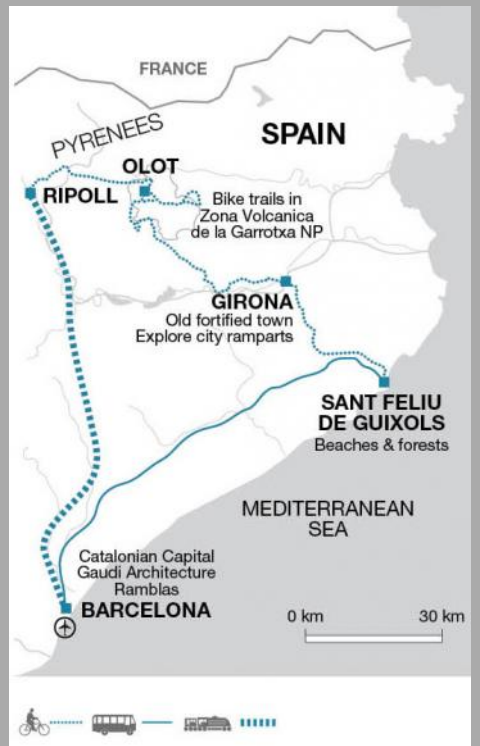 FRANCE
PYRENEES
SPAIN
OLOT
RIPOLL
Bike trails in
Zona Volcanica
de la Garrotxa NP
GIRONA
Old fortified town
Explore city ramparts
SANT FELIU
DE GUIXOLS
Beaches & forests
MEDITERRANEAN
SEA
Catalonian Capital
Gaudi Architecture
Ramblas
BARCELONA
0 km 30 km